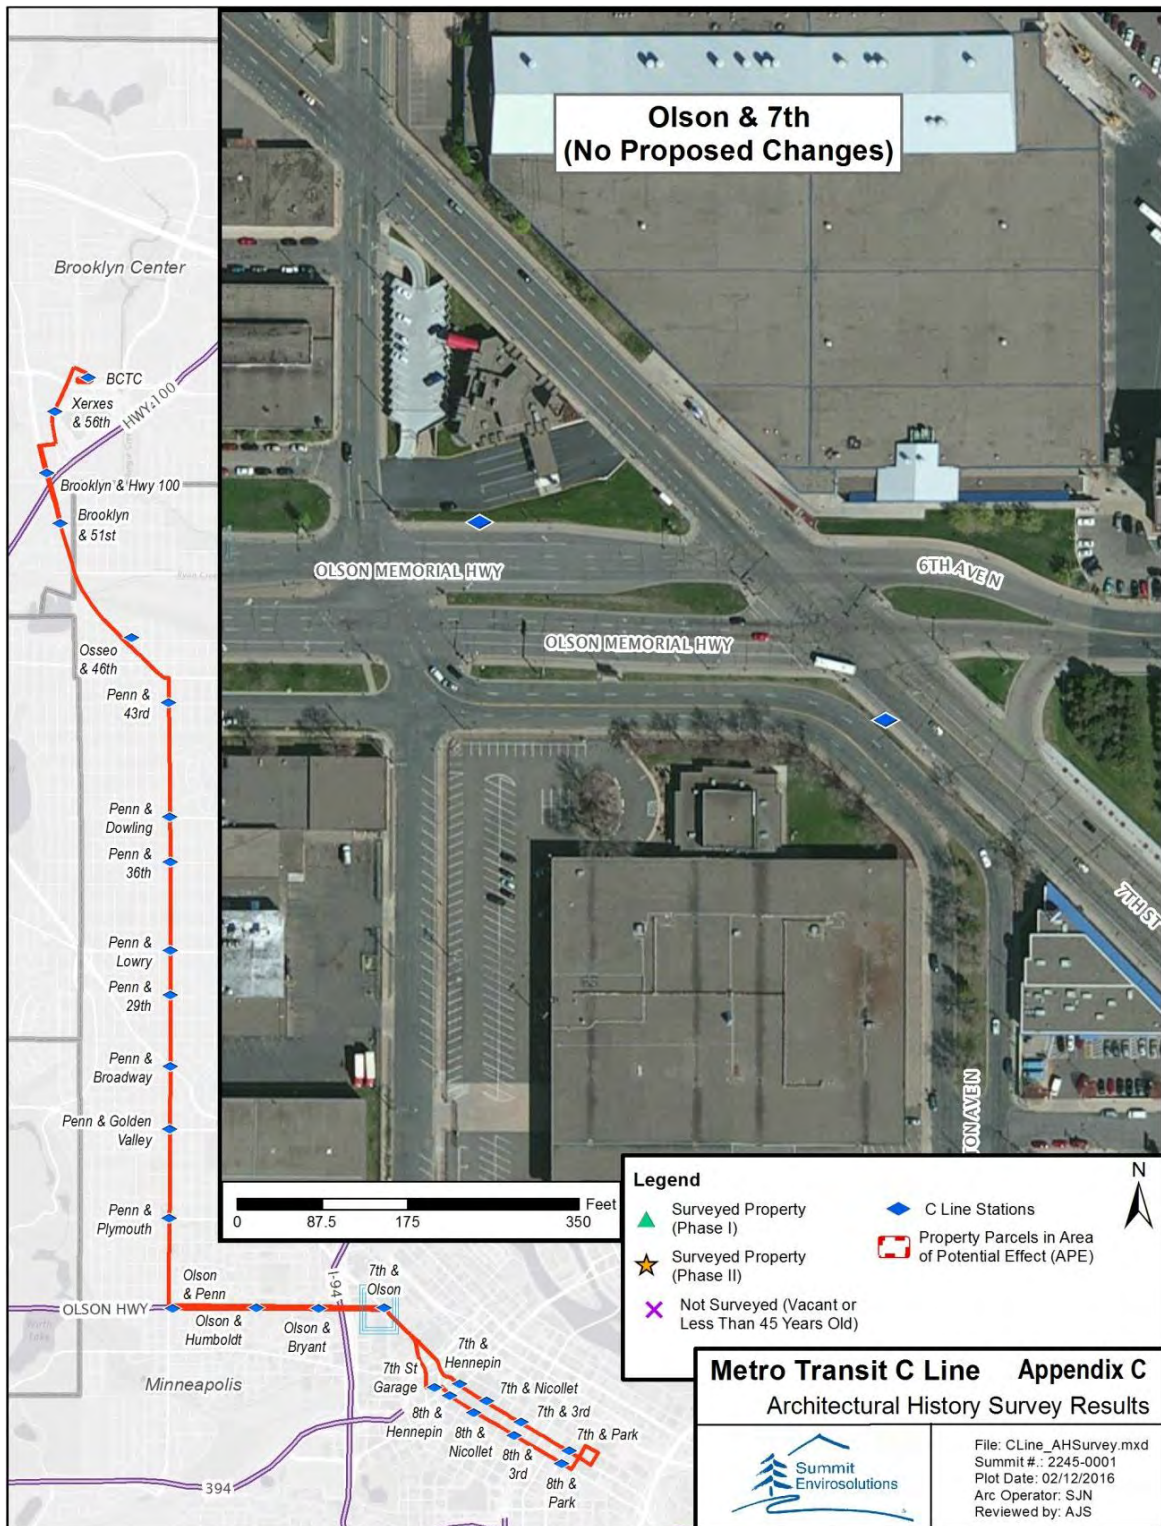 Olson & 7th
(No Proposed Changes)
Brooklyn Center
BCTC
Xerxes
& 56th
HWY 100
Brooklyn & Hwy 100
Brooklyn
& 51st
Osseo
& 46th
Penn &
43rd
Penn &
Dowling
Penn &
36th
Penn &
Lowry
Penn &
29th
Penn &
Broadway
Penn & Golden
Valley
Penn &
Plymouth
Olson
& Penn
OLSON HWY
Olson &
Humboldt
I-94
Olson &
Bryant
7th &
Olson
7th &
Hennepin
7th St
Garage
7th & Nicollet
8th &
Hennepin
7th & 3rd
8th &
Nicollet
7th & Park
8th &
3rd
8th &
Park
Minneapolis
394
OLSON MEMORIAL HWY
6TH AVE N
OLSON MEMORIAL HWY
7TH ST
TON AVE N
Feet
0 87.5 175 350
Legend
Surveyed Property
(Phase I)
Surveyed Property
(Phase II)
Not Surveyed (Vacant or
Less Than 45 Years Old)
C Line Stations
Property Parcels in Area
of Potential Effect (APE)
N
Metro Transit C Line Appendix C
Architectural History Survey Results
Summit
Envirosolutions
File: CLine_AHSurvey.mxd
Summit #.: 2245-0001
Plot Date: 02/12/2016
Arc Operator: SJN
Reviewed by: AJS